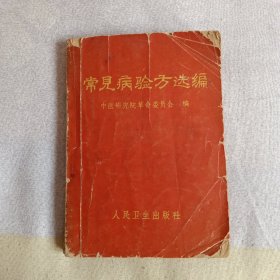 常见病验方选编
中医研究院革命委员会 编
人民卫生出版社